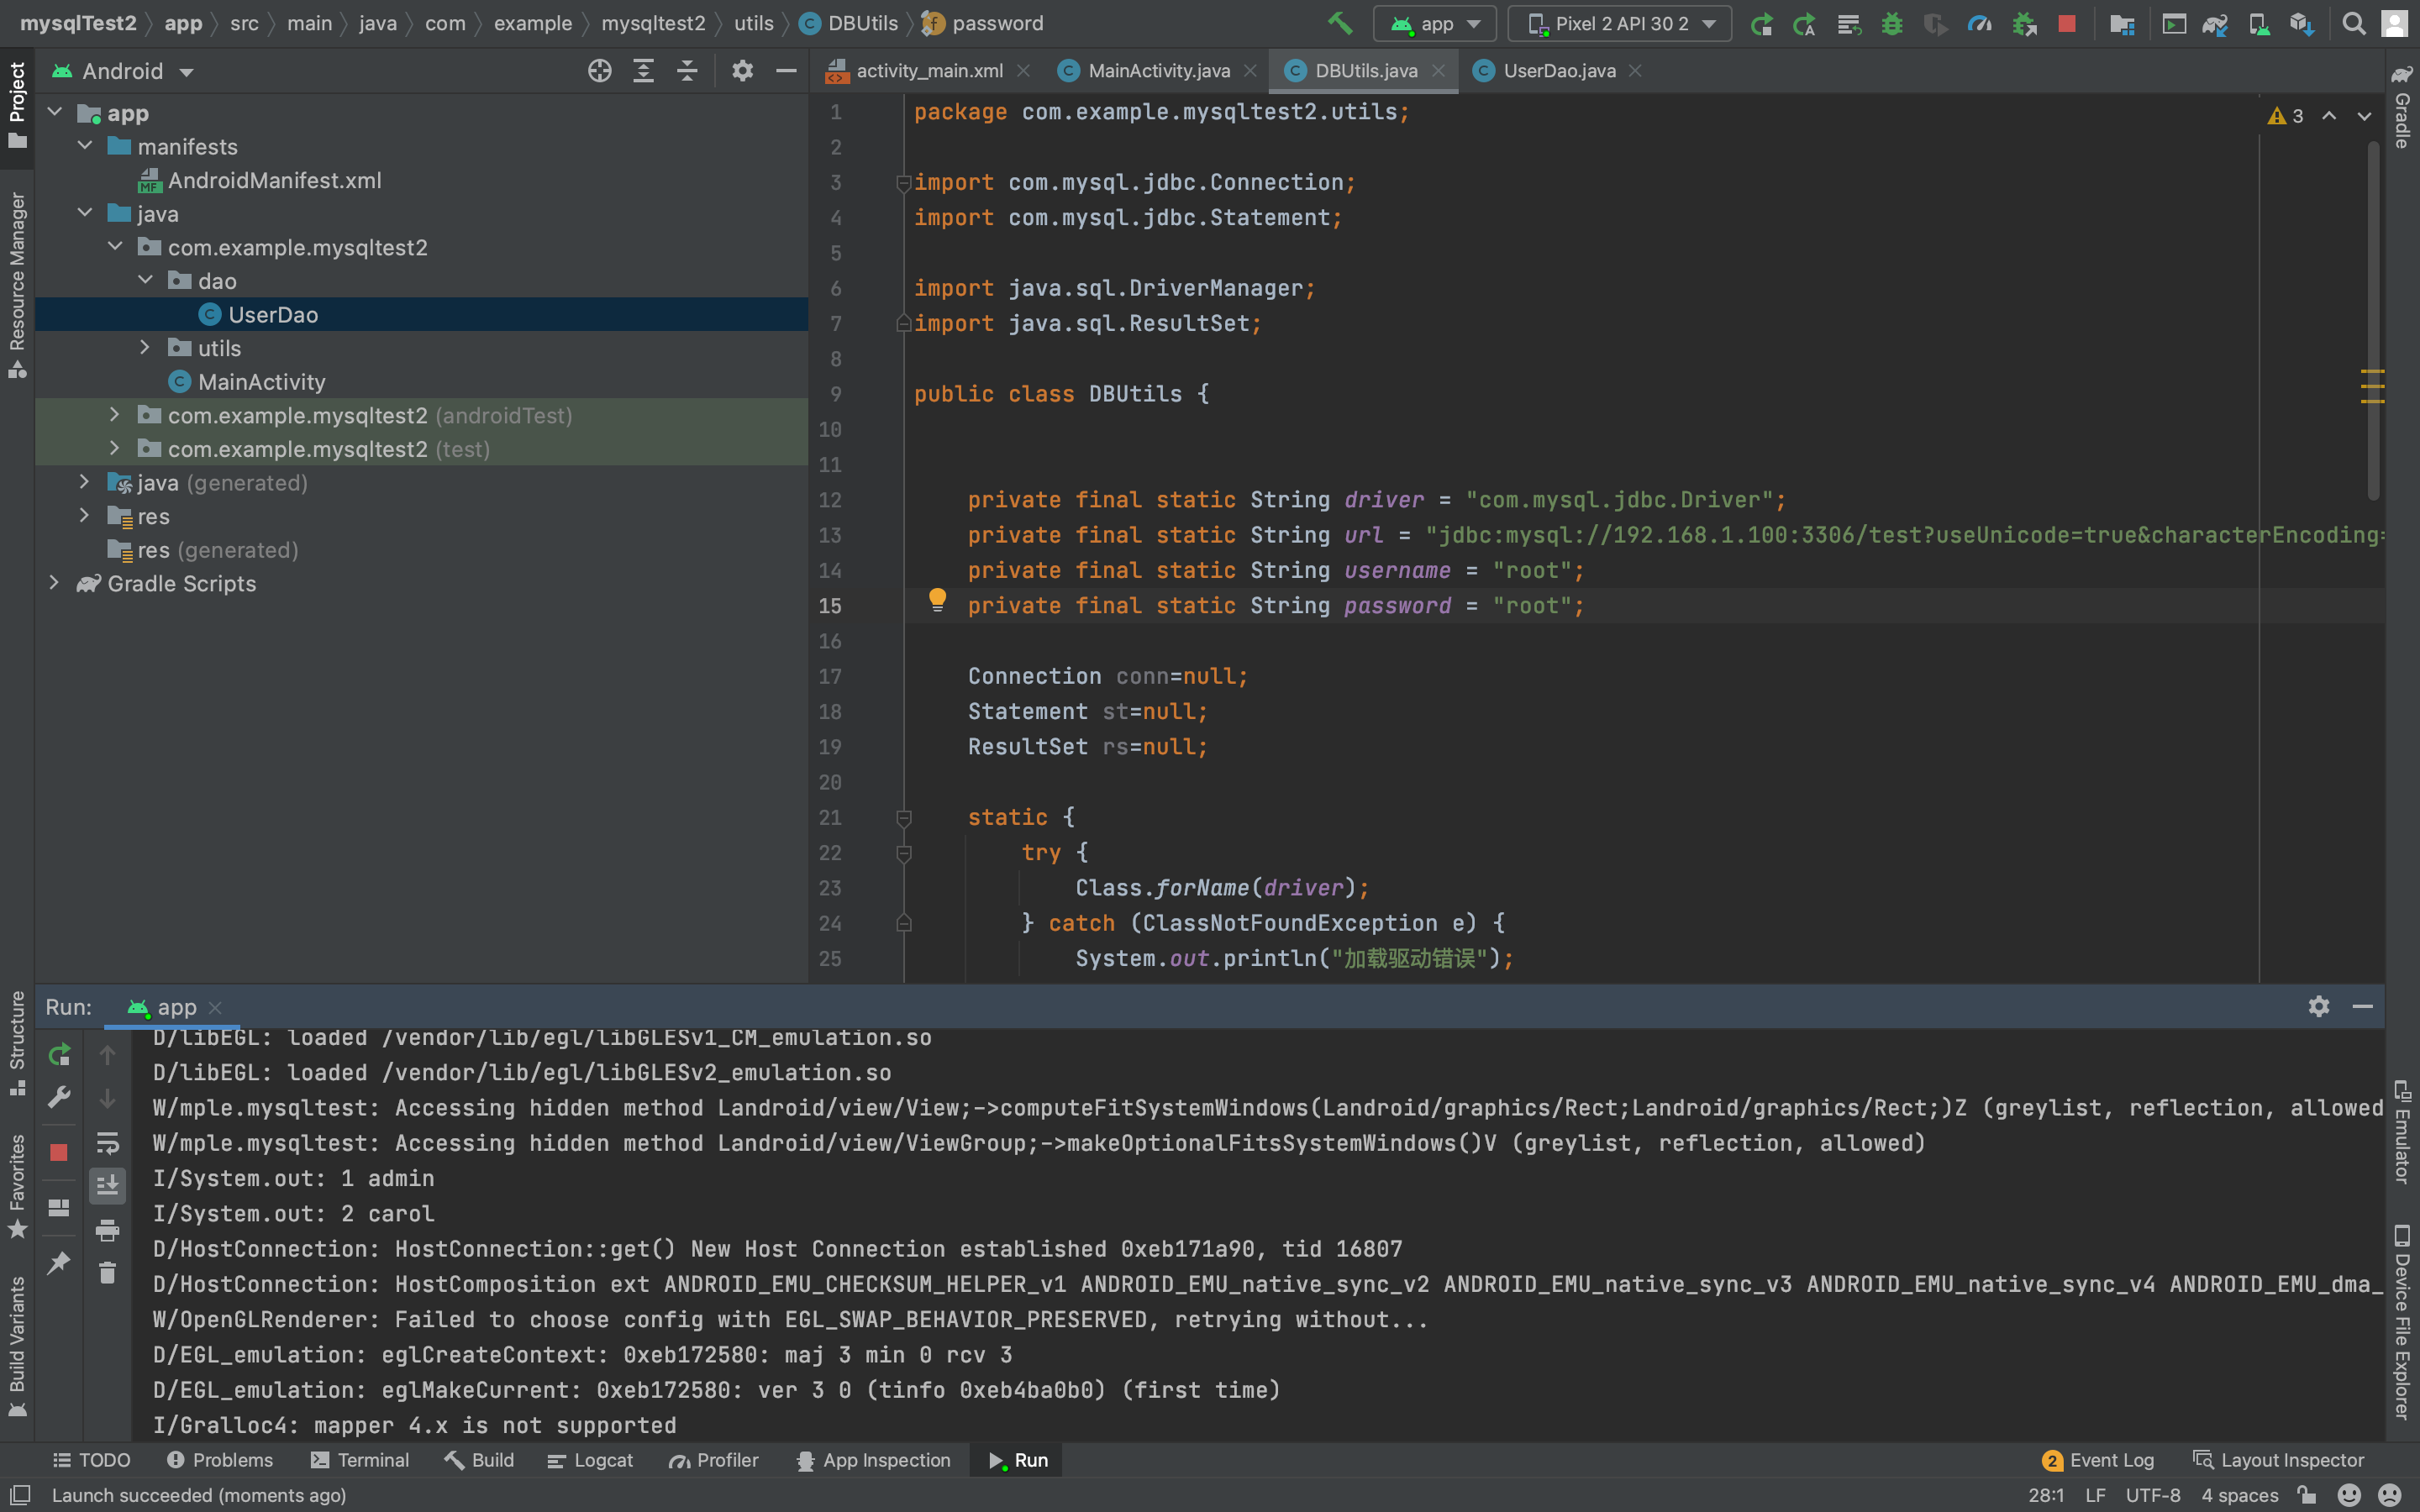 mysqlTest2 app src main java com example mysqltest2 utils DBUtils password app Pixel 2 API 30 2
Project
Resource Manager
Structure
Favorites
Build Variants
Android
app
manifests
AndroidManifest.xml
java
com.example.mysqltest2
dao
UserDao
utils
MainActivity
com.example.mysqltest2 (androidTest)
com.example.mysqltest2 (test)
java (generated)
res
res (generated)
Gradle Scripts
activity_main.xml MainActivity.java DBUtils.java UserDao.java
3
1 package com.example.mysqltest2.utils;
2
3 import com.mysql.jdbc.Connection;
4 import com.mysql.jdbc.Statement;
5
6 import java.sql.DriverManager;
7 import java.sql.ResultSet;
8
9 public class DBUtils {
10
11
12 private final static String driver = "com.mysql.jdbc.Driver";
13 private final static String url = "jdbc:mysql://192.168.1.100:3306/test?useUnicode=true&characterEncoding=
14 private final static String username = "root";
15 private final static String password = "root";
16
17 Connection conn=null;
18 Statement st=null;
19 ResultSet rs=null;
20
21 static {
22 try {
23 Class.forName(driver);
24 } catch (ClassNotFoundException e) {
25 System.out.println("加载驱动错误");
Gradle
Emulator
Device File Explorer
Run: app
D/libEGL: loaded /vendor/lib/egl/libGLESv1_CM_emulation.so
D/libEGL: loaded /vendor/lib/egl/libGLESv2_emulation.so
W/mple.mysqltest: Accessing hidden method Landroid/view/View;->computeFitSystemWindows(Landroid/graphics/Rect;Landroid/graphics/Rect;)Z (greylist, reflection, allowed
W/mple.mysqltest: Accessing hidden method Landroid/view/ViewGroup;->makeOptionalFitsSystemWindows()V (greylist, reflection, allowed)
I/System.out: 1 admin
I/System.out: 2 carol
D/HostConnection: HostConnection::get() New Host Connection established 0xeb171a90, tid 16807
D/HostConnection: HostComposition ext ANDROID_EMU_CHECKSUM_HELPER_v1 ANDROID_EMU_native_sync_v2 ANDROID_EMU_native_sync_v3 ANDROID_EMU_native_sync_v4 ANDROID_EMU_dma_
W/OpenGLRenderer: Failed to choose config with EGL_SWAP_BEHAVIOR_PRESERVED, retrying without...
D/EGL_emulation: eglCreateContext: 0xeb172580: maj 3 min 0 rcv 3
D/EGL_emulation: eglMakeCurrent: 0xeb172580: ver 3 0 (tinfo 0xeb4ba0b0) (first time)
I/Gralloc4: mapper 4.x is not supported
TODO Problems Terminal Build Logcat Profiler App Inspection Run 2 Event Log Layout Inspector
Launch succeeded (moments ago) 28:1 LF UTF-8 4 spaces